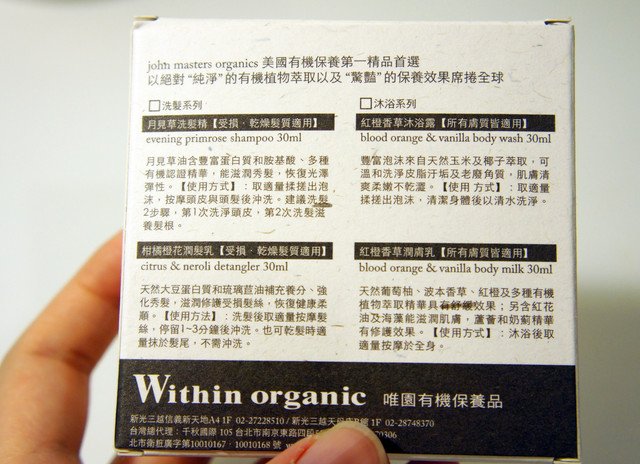 john masters organics 美國有機保養第一精品首選
以絕對“純淨”的有機植物萃取以及“驚豔”的保養效果席捲全球
洗髮系列
月見草洗髮精【受損．乾燥髮質適用】
evening primrose shampoo 30ml
月見草油含豐富蛋白質和胺基酸、多種
有機認證精華，能滋潤秀髮，恢復光澤
彈性。【使用方式】：取適量搓揉出泡
沫，按摩頭皮與頭髮後沖洗。建議洗髮
2步驟，第1次洗淨頭皮，第2次洗髮滋
養髮根。
柑橘橙花潤髮乳【受損．乾燥髮質適用】
citrus & neroli detangler 30ml
天然大豆蛋白質和琉璃苣油補充養分、強
化秀髮，滋潤修護受損髮絲，恢復健康柔
順。【使用方法】：洗髮後取適量按摩髮
絲，停留1~3分鐘後沖洗。也可乾髮時適
量抹於髮尾，不需沖洗。
沐浴系列
紅橙香草沐浴露【所有膚質皆適用】
blood orange & vanilla body wash 30ml
豐富泡沫來自天然玉米及椰子萃取，可
溫和洗淨皮脂汙垢及老廢角質，肌膚清
爽柔嫩不乾澀。【使用方式】：取適量
搓揉出泡沫，清潔身體後以清水洗淨。
紅橙香草潤膚乳【所有膚質皆適用】
blood orange & vanilla body milk 30ml
天然葡萄柚、波本香草、紅橙及多種有機
植物萃取精華具有舒緩效果；另含紅花
油及海藻能滋潤肌膚，蘆薈和奶薊精華
有修護效果。【使用方式】：沐浴後取
適量按摩於全身。
Within organic 唯園有機保養品
新光三越信義新天地A4 1F 02-27228510 / 新光三越天 1F 02-28748370
台灣總代理：千秋國際 105 台北市南京東路四段 0306
北市衛粧廣字第10010167．10010168 號